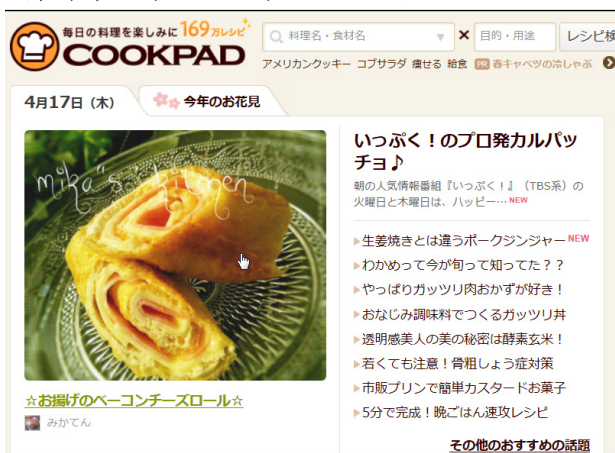 毎日の料理を楽しみに 169万レシピ
COOKPAD
料理名・食材名
×
目的・用途
レシピ検
アメリカンクッキー コブサラダ 痩せる 給食 PR 春キャベツの冷しゃぶ
4月17日（木）
今年のお花見
mika's kitchen
☆お揚げのベーコンチーズロール☆
みかてん
いっぷく！のプロ発カルパッ
チョ♪
朝の人気情報番組『いっぷく！』（TBS系）の
火曜日と木曜日は、ハッピー… NEW
生姜焼きとは違うポークジンジャー NEW
わかめって今が旬って知ってた？？
やっぱりガッツリ肉おかずが好き！
おなじみ調味料でつくるガッツリ丼
透明感美人の美の秘密は酵素玄米！
若くても注意！骨粗しょう症対策
市販プリンで簡単カスタードお菓子
5分で完成！晩ごはん速攻レシピ
その他のおすすめの話題